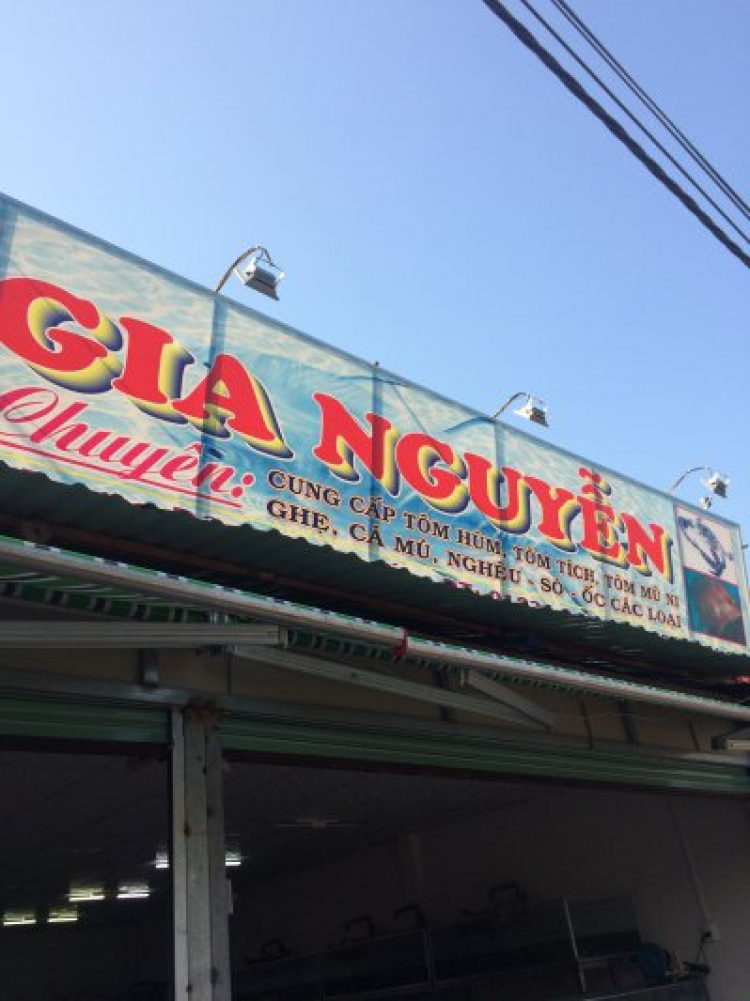 GIA NGUYỄN
Chuyên:
CUNG CẤP TÔM HÙM, TÔM TÍCH, TÔM MŨ NI
GHẸ, CÁ MÚ, NGHÊU - SÒ - ỐC CÁC LOẠI